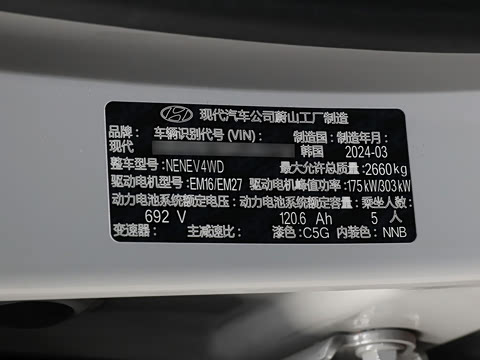 现代汽车公司蔚山工厂制造
品牌： 车辆识别代号(VIN)： 制造国： 制造年月：
现代 韩国 2024-03
整车型号:NENEV4WD 最大允许总质量:2660kg
驱动电机型号:EM16/EM27 驱动电机峰值功率:175kW/303kW
动力电池系统额定电压： 动力电池系统额定容量： 乘坐人数：
692 V 120.6 Ah 5 人
变速器： 主减速比： 漆色:C5G 内装色: NNB